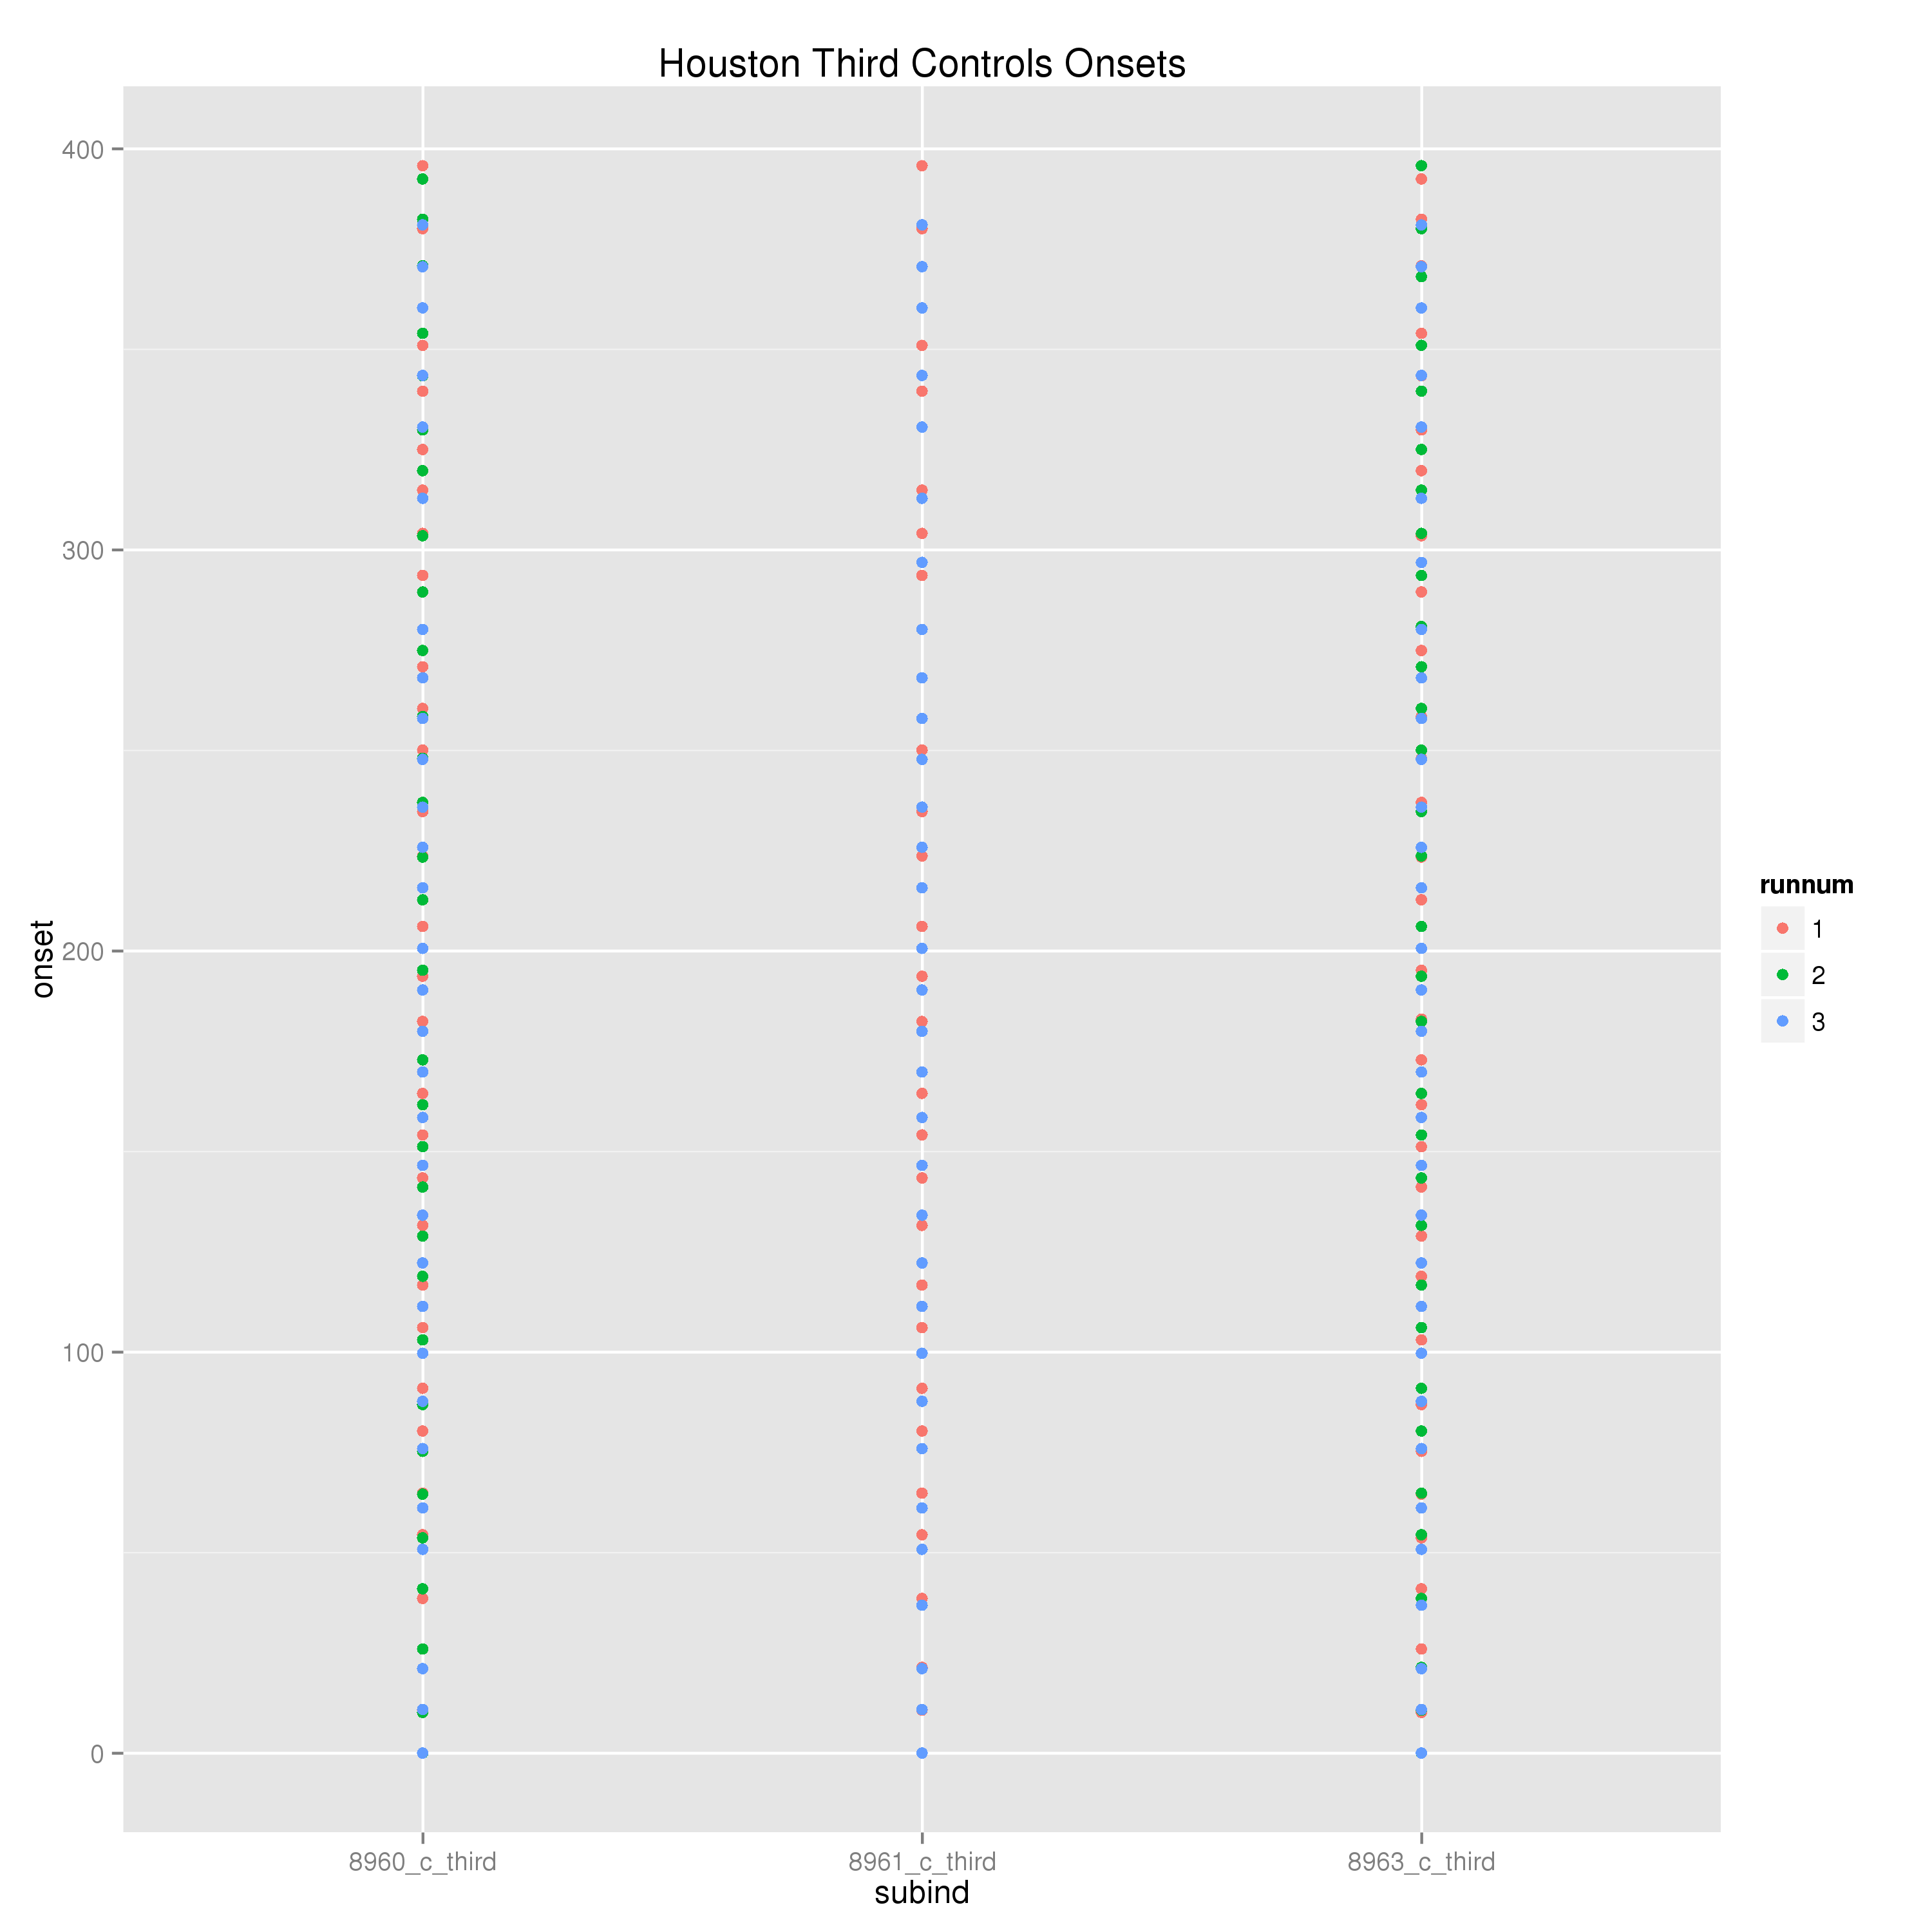 Houston Third Controls Onsets
400
300
200
100
0
onset
8960_c_third
8961_c_third
8963_c_third
subind
runnum
1
2
3